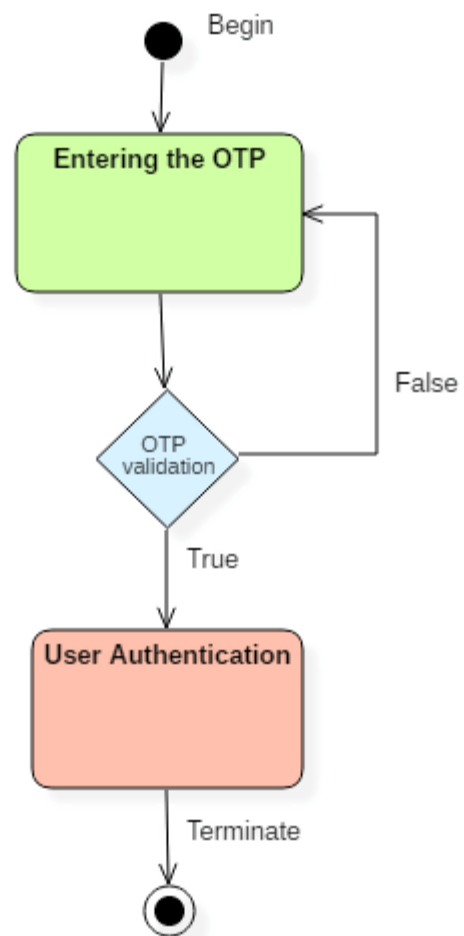 Begin
Entering the OTP
False
OTP
validation
True
User Authentication
Terminate